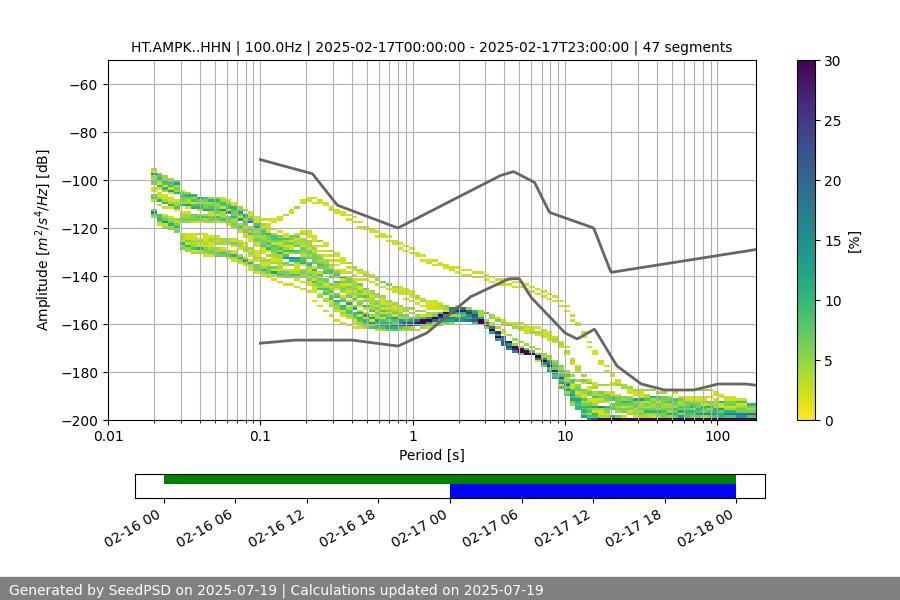 HT.AMPK..HHN | 100.0Hz | 2025-02-17T00:00:00 - 2025-02-17T23:00:00 | 47 segments
−60
−80
−100
−120
−140
−160
−180
−200
Amplitude [m²/s⁴/Hz] [dB]
0.01 0.1 1 10 100
Period [s]
30
25
20
15
10
5
0
[%]
02-16 00 02-16 06 02-16 12 02-16 18 02-17 00 02-17 06 02-17 12 02-17 18 02-18 00
Generated by SeedPSD on 2025-07-19 | Calculations updated on 2025-07-19